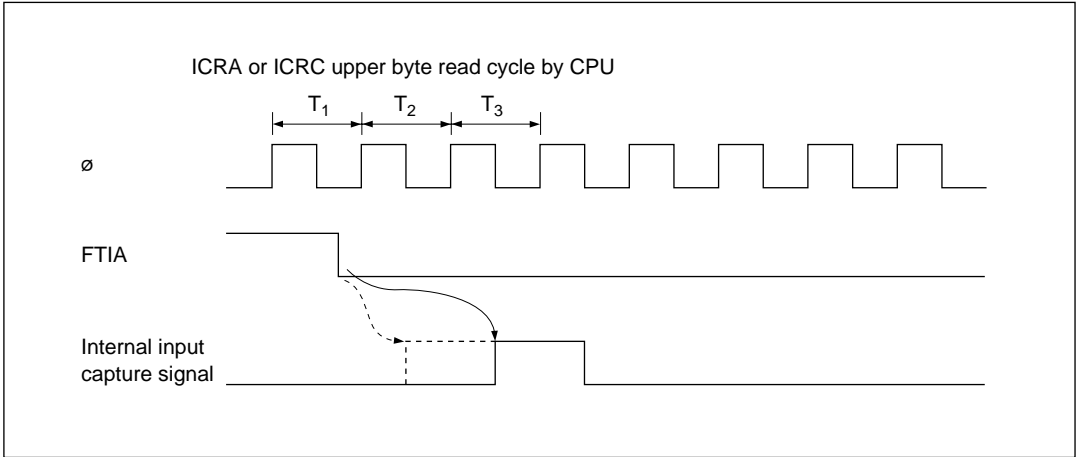 ICRA or ICRC upper byte read cycle by CPU
T₁ T₂ T₃
ø
FTIA
Internal input
capture signal